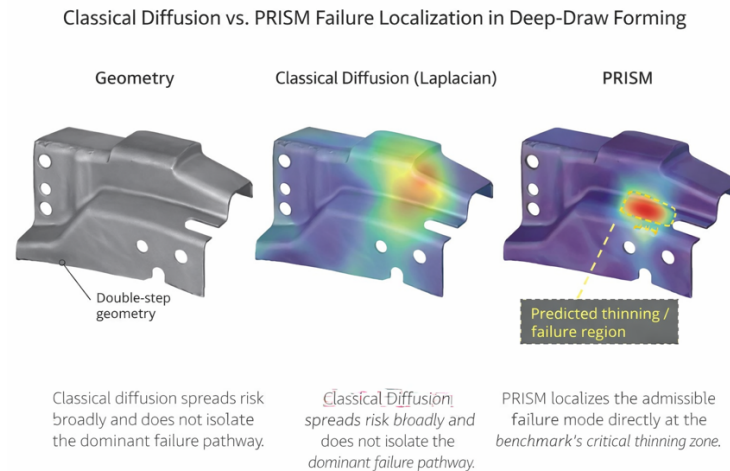 Classical Diffusion vs. PRISM Failure Localization in Deep-Draw Forming
Geometry
Classical Diffusion (Laplacian)
PRISM
Double-step
geometry
Predicted thinning /
failure region
Classical diffusion spreads risk
broadly and does not isolate
the dominant failure pathway.
Classical Diffusion
spreads risk broadly and
does not isolate the
dominant failure pathway.
PRISM localizes the admissible
failure mode directly at the
benchmark's critical thinning zone.